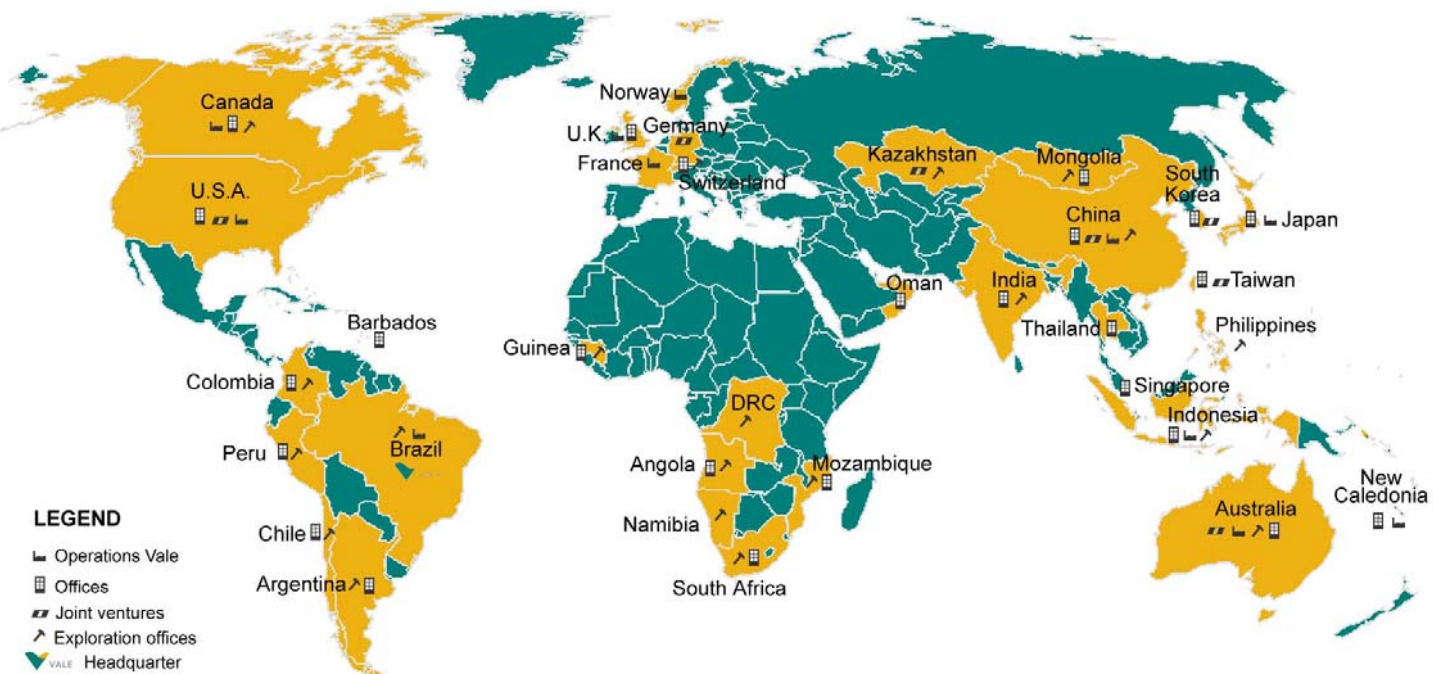 Canada
Norway
U.K.
Germany
France
Switzerland
Kazakhstan
Mongolia
South
Korea
U.S.A.
China
Japan
India
Oman
Taiwan
Thailand
Philippines
Barbados
Guinea
Colombia
Singapore
DRC
Indonesia
Peru
Brazil
Angola
Mozambique
New
Caledonia
Namibia
Australia
Chile
Argentina
South Africa
LEGEND
Operations Vale
Offices
Joint ventures
Exploration offices
VALE Headquarter